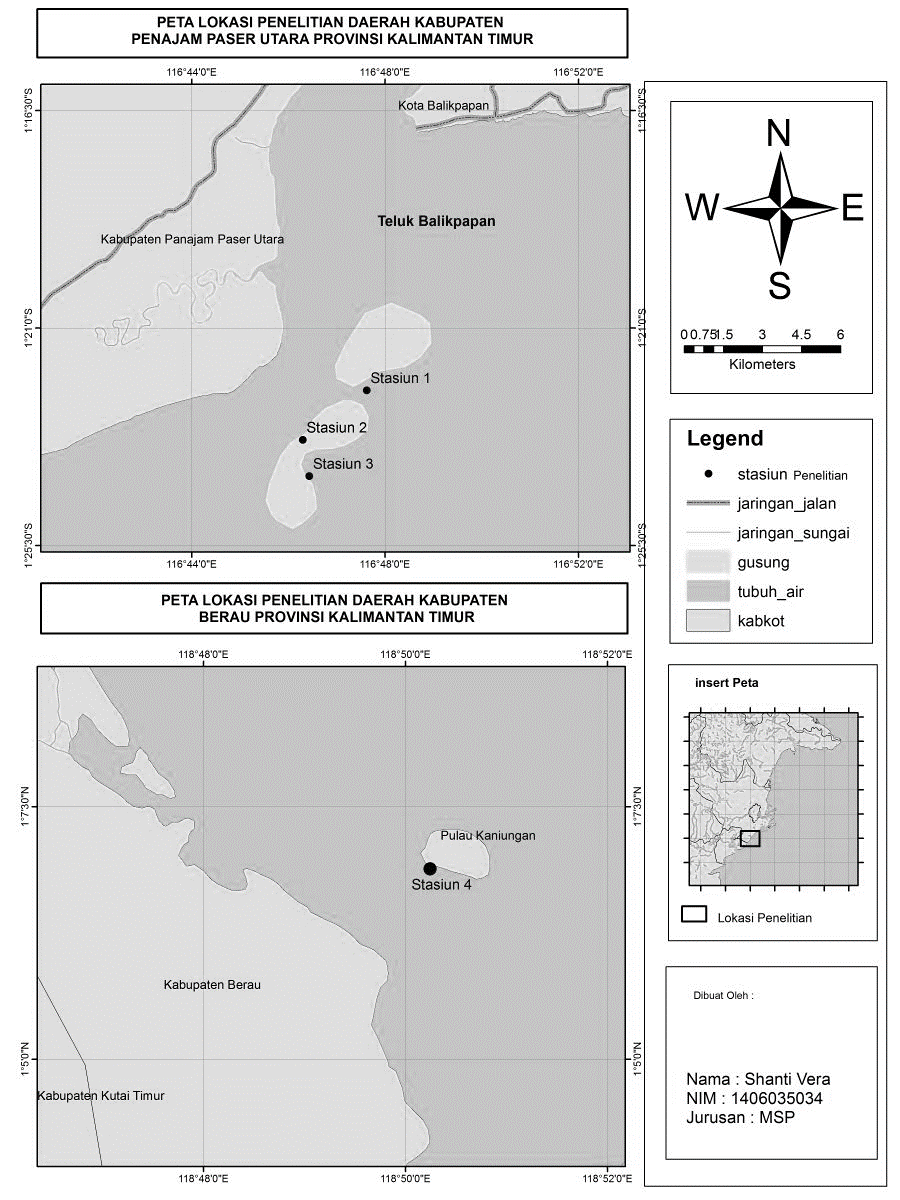 PETA LOKASI PENELITIAN DAERAH KABUPATEN
PENAJAM PASER UTARA PROVINSI KALIMANTAN TIMUR
116°44'0"E 116°48'0"E 116°52'0"E
1°16'30"S 1°16'30"S
Kota Balikpapan
Teluk Balikpapan
Kabupaten Panajam Paser Utara
1°21'0"S 1°21'0"S
Stasiun 1
Stasiun 2
Stasiun 3
1°25'30"S 1°25'30"S
116°44'0"E 116°48'0"E 116°52'0"E
PETA LOKASI PENELITIAN DAERAH KABUPATEN
BERAU PROVINSI KALIMANTAN TIMUR
118°48'0"E 118°50'0"E 118°52'0"E
1°7'30"N 1°7'30"N
Pulau Kaniungan
Stasiun 4
Kabupaten Berau
1°5'0"N 1°5'0"N
Kabupaten Kutai Timur
118°48'0"E 118°50'0"E 118°52'0"E
N
W E
S
0 0.75 1.5 3 4.5 6
Kilometers
Legend
stasiun Penelitian
jaringan_jalan
jaringan_sungai
gusung
tubuh_air
kabkot
insert Peta
Lokasi Penelitian
Dibuat Oleh :
Nama : Shanti Vera
NIM : 1406035034
Jurusan : MSP